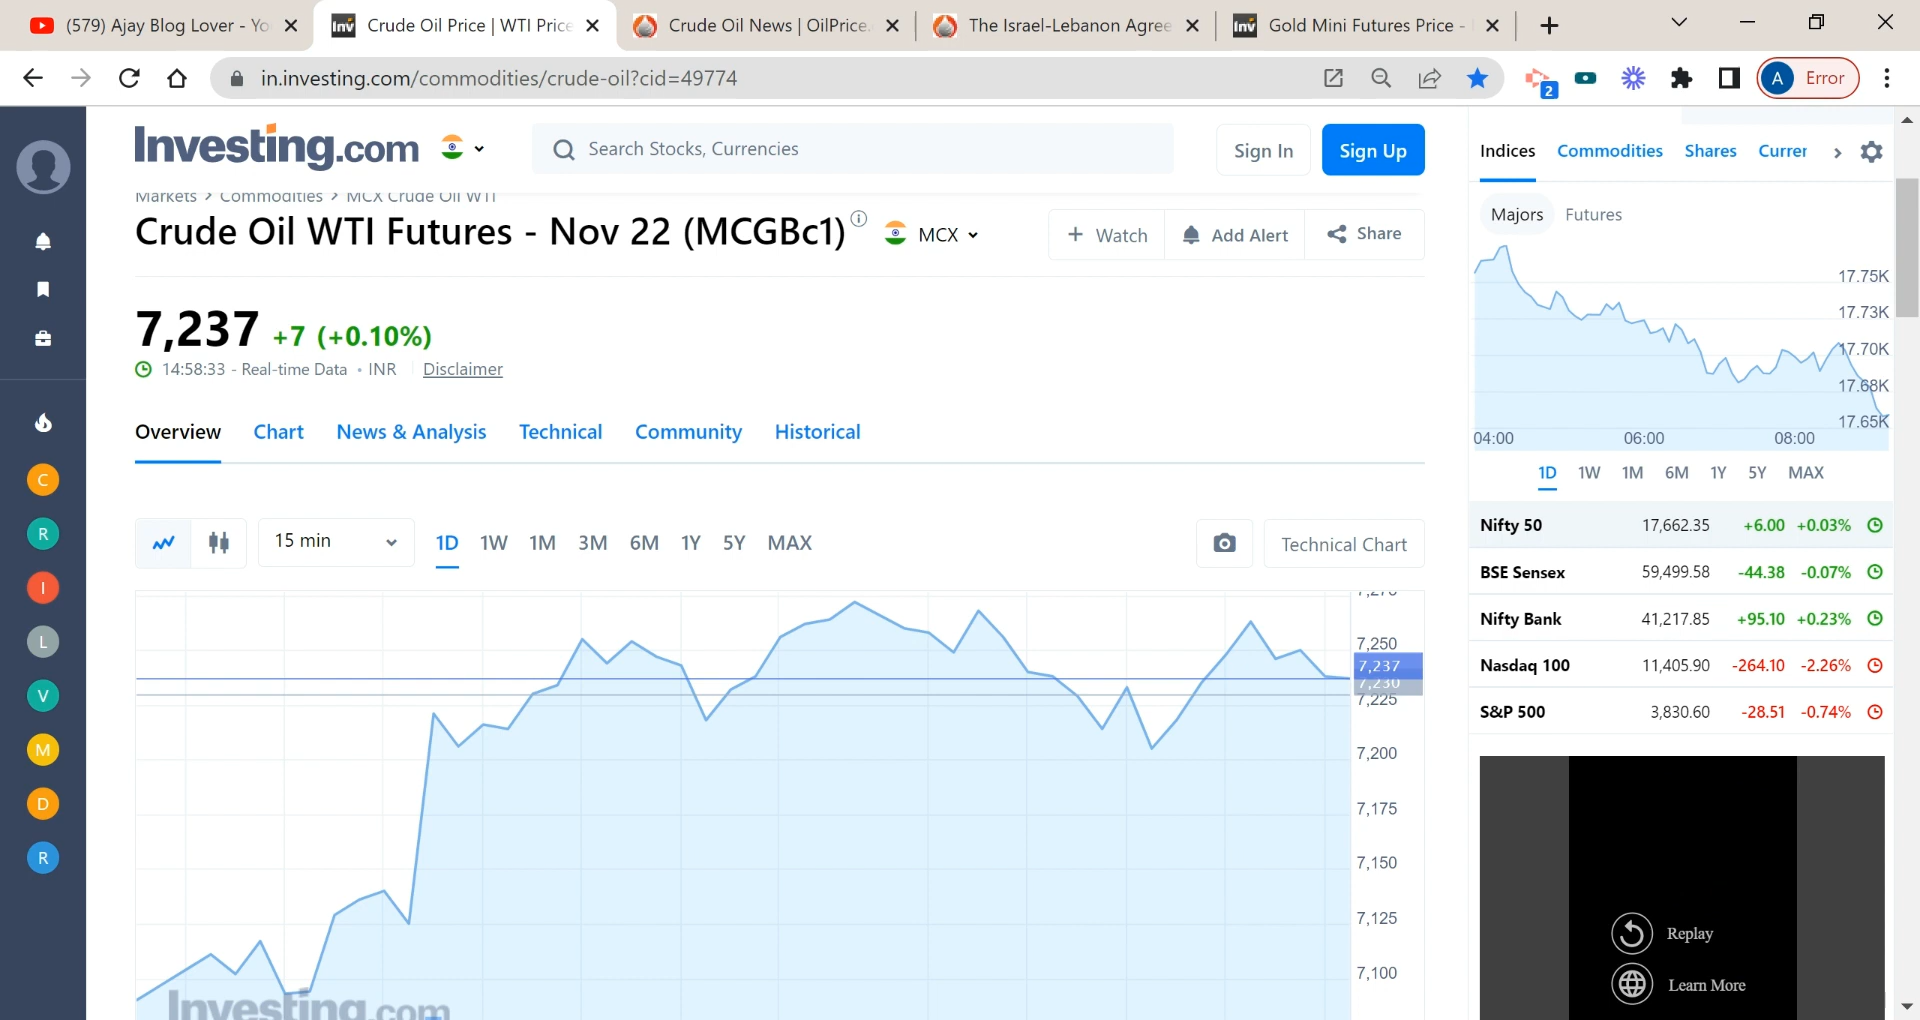 (579) Ajay Blog Lover - Yo
Crude Oil Price | WTI Price
Crude Oil News | OilPrice.
The Israel-Lebanon Agree
Gold Mini Futures Price -
in.investing.com/commodities/crude-oil?cid=49774
2
A Error
Investing.com
Search Stocks, Currencies
Sign In
Sign Up
Markets > Commodities > MCX Crude Oil WTI
Crude Oil WTI Futures - Nov 22 (MCGBc1)
MCX
+ Watch
Add Alert
Share
7,237 +7 (+0.10%)
14:58:33 - Real-time Data • INR
Disclaimer
Overview
Chart
News & Analysis
Technical
Community
Historical
15 min
1D 1W 1M 3M 6M 1Y 5Y MAX
Technical Chart
7,270
7,250
7,237
7,230
7,225
7,200
7,175
7,150
7,125
7,100
Investing.com
C
R
I
L
V
M
D
R
Indices Commodities Shares Currer
Majors Futures
17.75K
17.73K
17.70K
17.68K
17.65K
04:00 06:00 08:00
1D 1W 1M 6M 1Y 5Y MAX
Nifty 50 17,662.35 +6.00 +0.03%
BSE Sensex 59,499.58 -44.38 -0.07%
Nifty Bank 41,217.85 +95.10 +0.23%
Nasdaq 100 11,405.90 -264.10 -2.26%
S&P 500 3,830.60 -28.51 -0.74%
Replay
Learn More